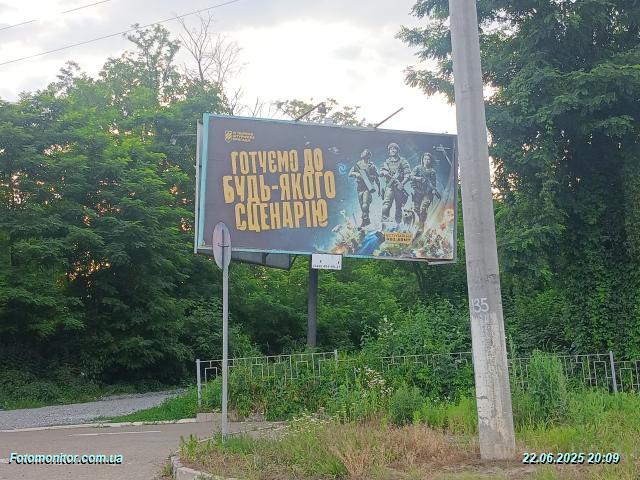 ГОТУЄМО ДО
БУДЬ-ЯКОГО
СЦЕНАРІЮ
35
Fotomonitor.com.ua
22.06.2025 20:09